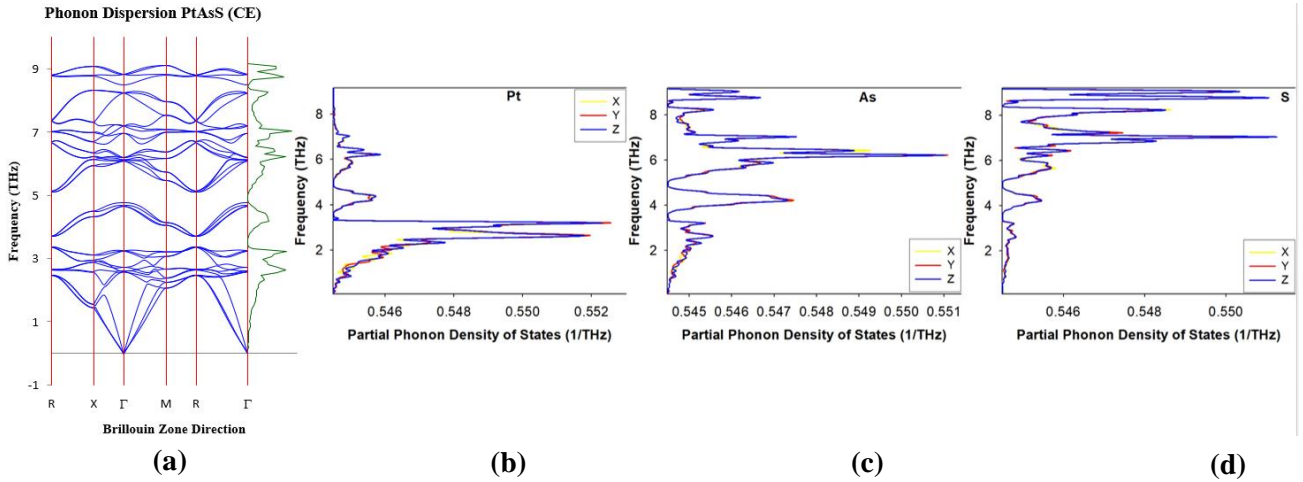 Phonon Dispersion PtAsS (CE)
Frequency (THz)
9
7
5
3
1
-1
R X Γ M R Γ
Brillouin Zone Direction
(a)
Pt
X
Y
Z
Frequency (THz)
8
6
4
2
0.546 0.548 0.550 0.552
Partial Phonon Density of States (1/THz)
(b)
As
Frequency (THz)
8
6
4
2
X
Y
Z
0.545 0.546 0.547 0.548 0.549 0.550 0.551
Partial Phonon Density of States (1/THz)
(c)
S
Frequency (THz)
8
6
4
2
X
Y
Z
0.546 0.548 0.550
Partial Phonon Density of States (1/THz)
(d)